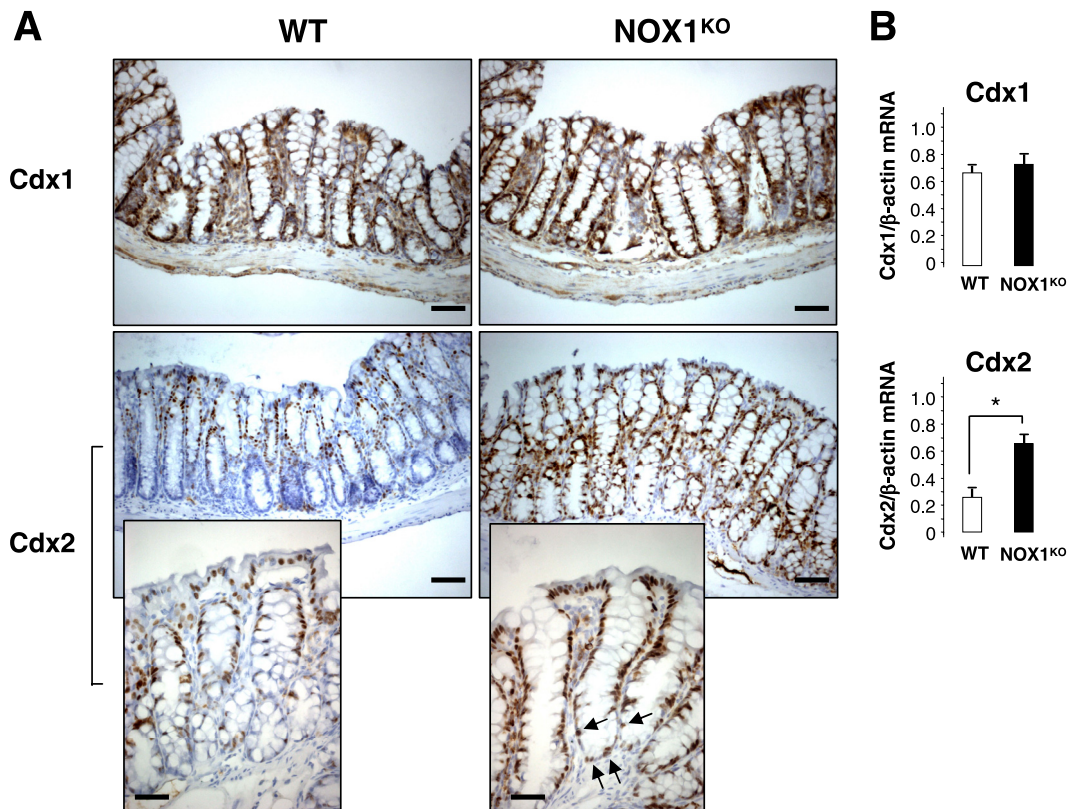 A
WT
NOX1KO
B
Cdx1
Cdx2
Cdx1
Cdx1/β-actin mRNA
1.0
0.8
0.6
0.4
0.2
0
WT
NOX1KO
Cdx2
Cdx2/β-actin mRNA
1.0
0.8
0.6
0.4
0.2
0
*
WT
NOX1KO